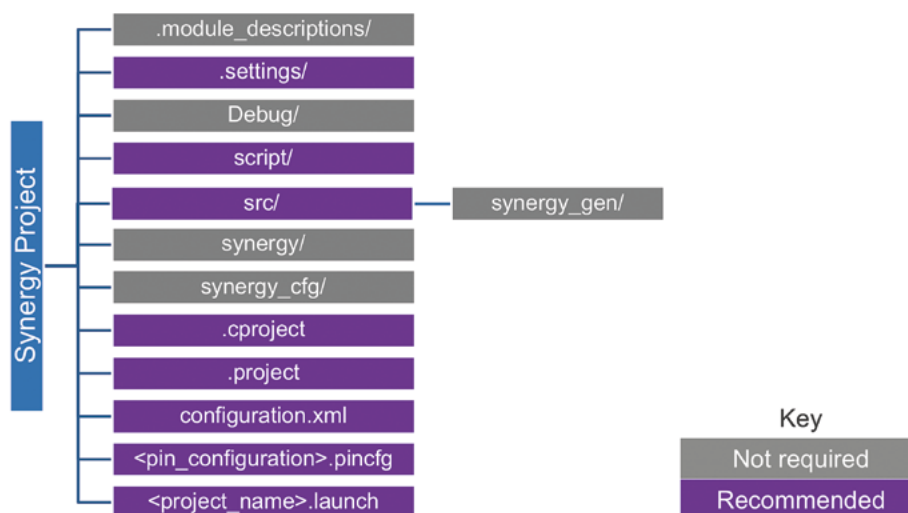 Synergy Project
.module_descriptions/
.settings/
Debug/
script/
src/
synergy_gen/
synergy/
synergy_cfg/
.cproject
.project
configuration.xml
<pin_configuration>.pincfg
<project_name>.launch
Key
Not required
Recommended